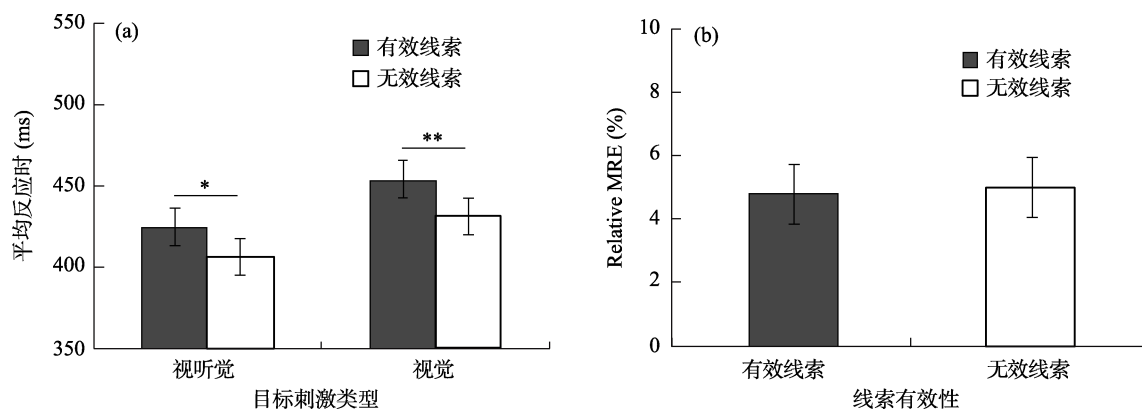 (a)
有效线索
无效线索
平均反应时 (ms)
550
500
450
400
350
*
**
视听觉
视觉
目标刺激类型
(b)
有效线索
无效线索
Relative MRE (%)
10
8
6
4
2
0
有效线索
无效线索
线索有效性